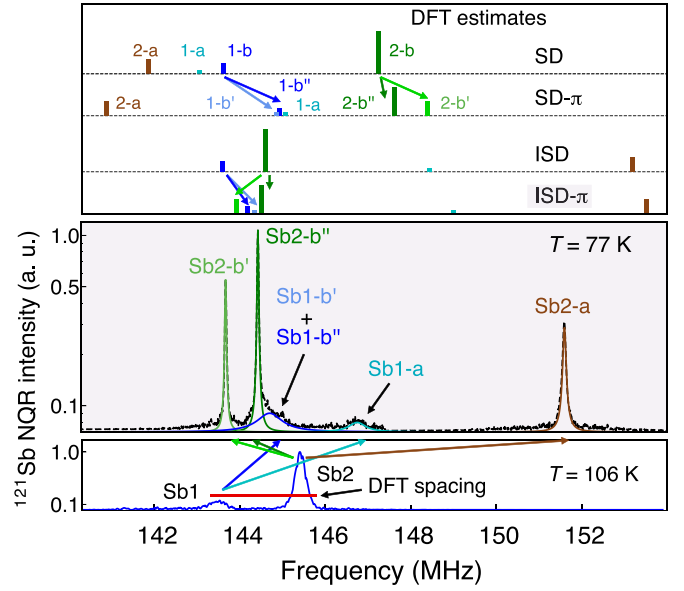 DFT estimates
2-a 1-a 1-b 2-b SD
1-b"
2-a 1-b' 1-a 2-b" 2-b' SD-π
ISD
ISD-π
1.0 Sb2-b" T = 77 K
Sb2-b'
0.5 Sb1-b' Sb2-a
+
Sb1-b"
Sb1-a
0.1
1.0
Sb1 Sb2 T = 106 K
DFT spacing
0.1
142 144 146 148 150 152
Frequency (MHz)
¹²¹Sb NQR intensity (a. u.)